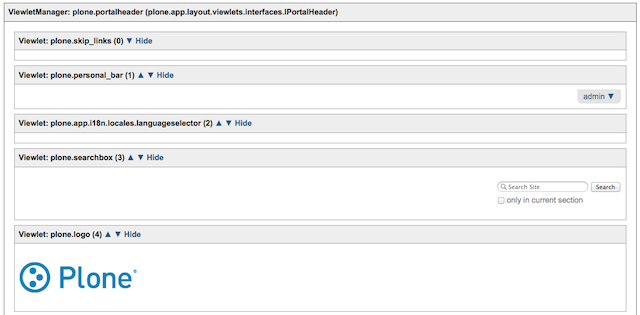 ViewletManager: plone.portalheader (plone.app.layout.viewlets.interfaces.IPortalHeader)
Viewlet: plone.skip_links (0) ▼ Hide
Viewlet: plone.personal_bar (1) ▲ ▼ Hide
admin ▼
Viewlet: plone.app.i18n.locales.languageselector (2) ▲ ▼ Hide
Viewlet: plone.searchbox (3) ▲ ▼ Hide
Search Site Search
only in current section
Viewlet: plone.logo (4) ▲ ▼ Hide
Plone®